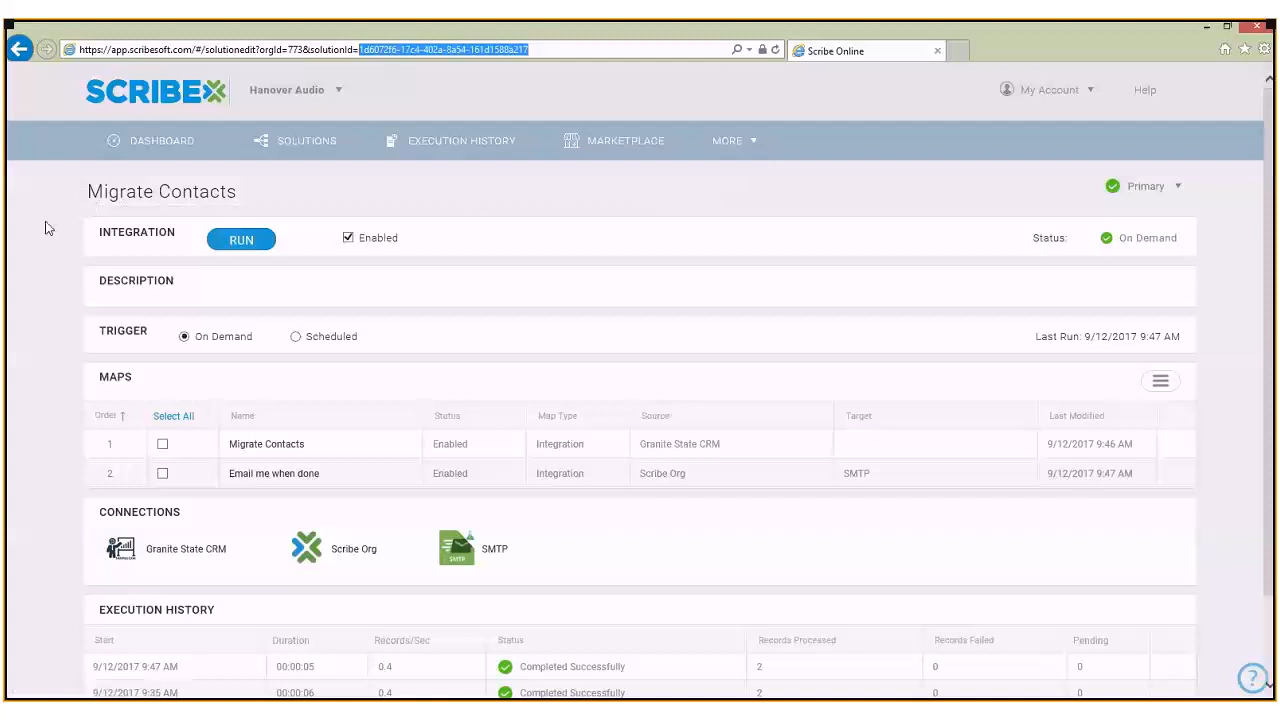 https://app.scribesoft.com/#/solutionedit?orgId=773&solutionId=1d6072f6-17c4-402a-8a54-161d1588a217
Scribe Online
SCRIBE Hanover Audio My Account Help
DASHBOARD SOLUTIONS EXECUTION HISTORY MARKETPLACE MORE
Migrate Contacts Primary
INTEGRATION RUN Enabled Status: On Demand
DESCRIPTION
TRIGGER On Demand Scheduled Last Run: 9/12/2017 9:47 AM
MAPS
Order Select All Name Status Map Type Source Target Last Modified
1 Migrate Contacts Enabled Integration Granite State CRM 9/12/2017 9:46 AM
2 Email me when done Enabled Integration Scribe Org SMTP 9/12/2017 9:47 AM
CONNECTIONS
Granite State CRM Scribe Org SMTP SMTP
EXECUTION HISTORY
Start Duration Records/Sec Status Records Processed Records Failed Pending
9/12/2017 9:47 AM 00:00:05 0.4 Completed Successfully 2 0 0
9/12/2017 9:35 AM 00:00:06 0.4 Completed Successfully 2 0 0
?